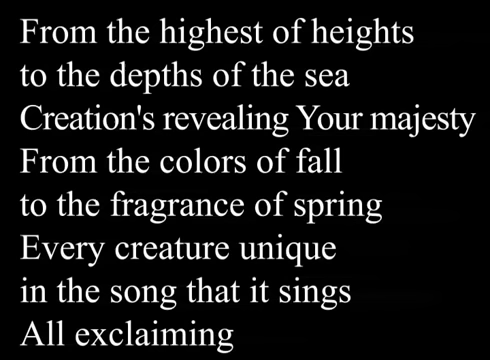 From the highest of heights
to the depths of the sea
Creation's revealing Your majesty
From the colors of fall
to the fragrance of spring
Every creature unique
in the song that it sings
All exclaiming